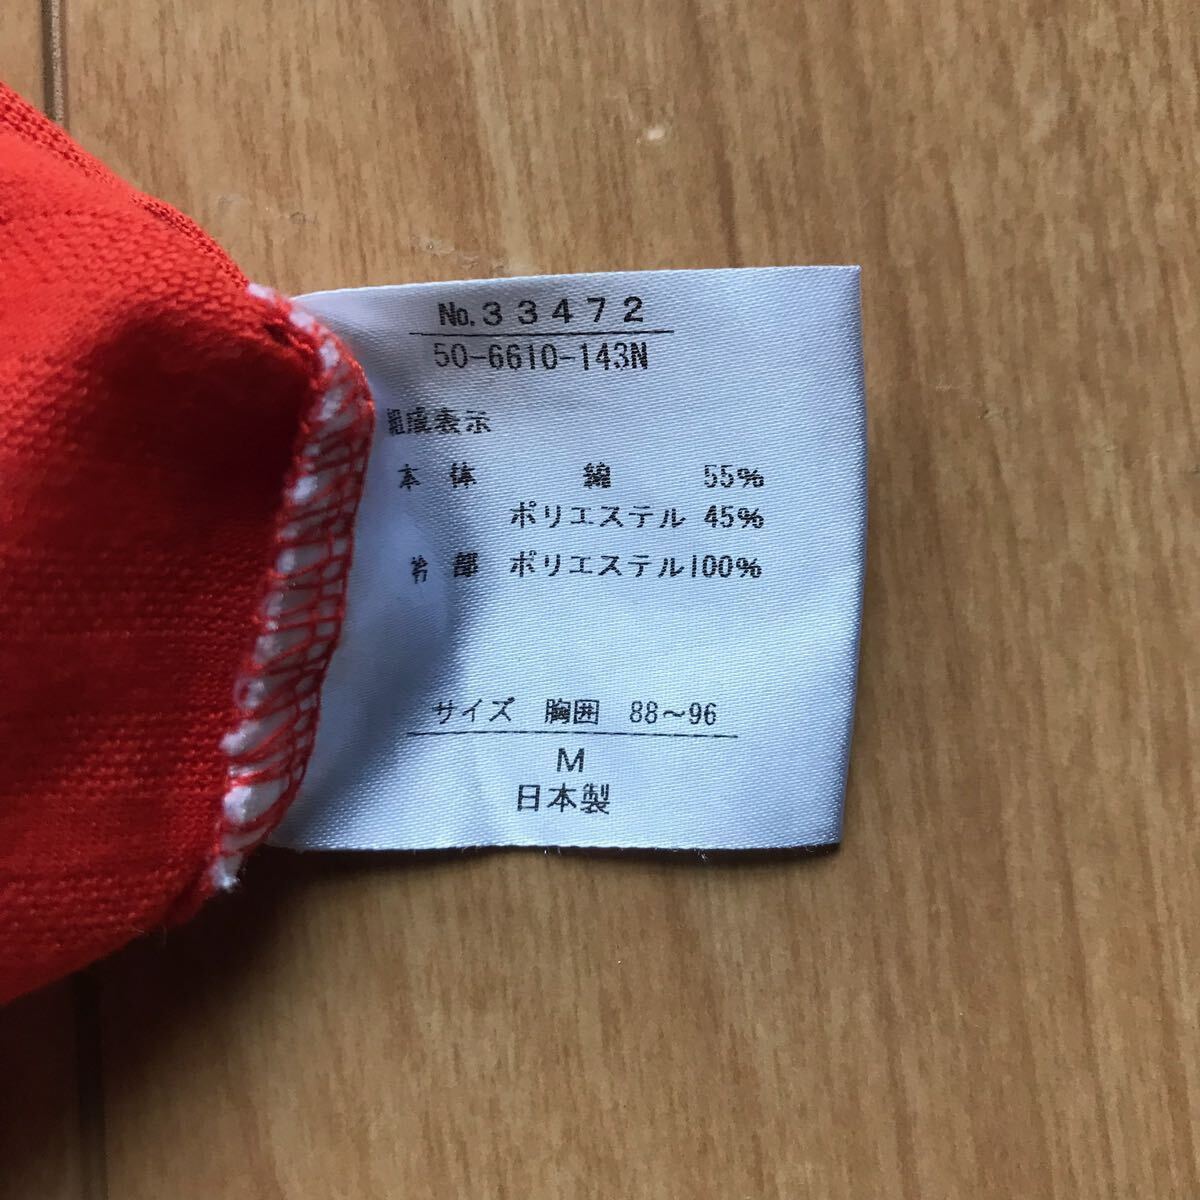 No.33472
50-6610-143N
組成表示
本体 綿 55%
ポリエステル 45%
部 ポリエステル100%
サイズ 胸囲 88〜96
M
日本製